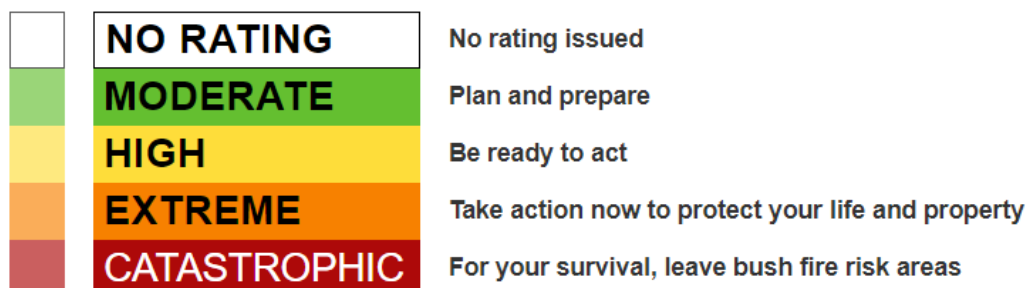 NO RATING No rating issued
MODERATE Plan and prepare
HIGH Be ready to act
EXTREME Take action now to protect your life and property
CATASTROPHIC For your survival, leave bush fire risk areas